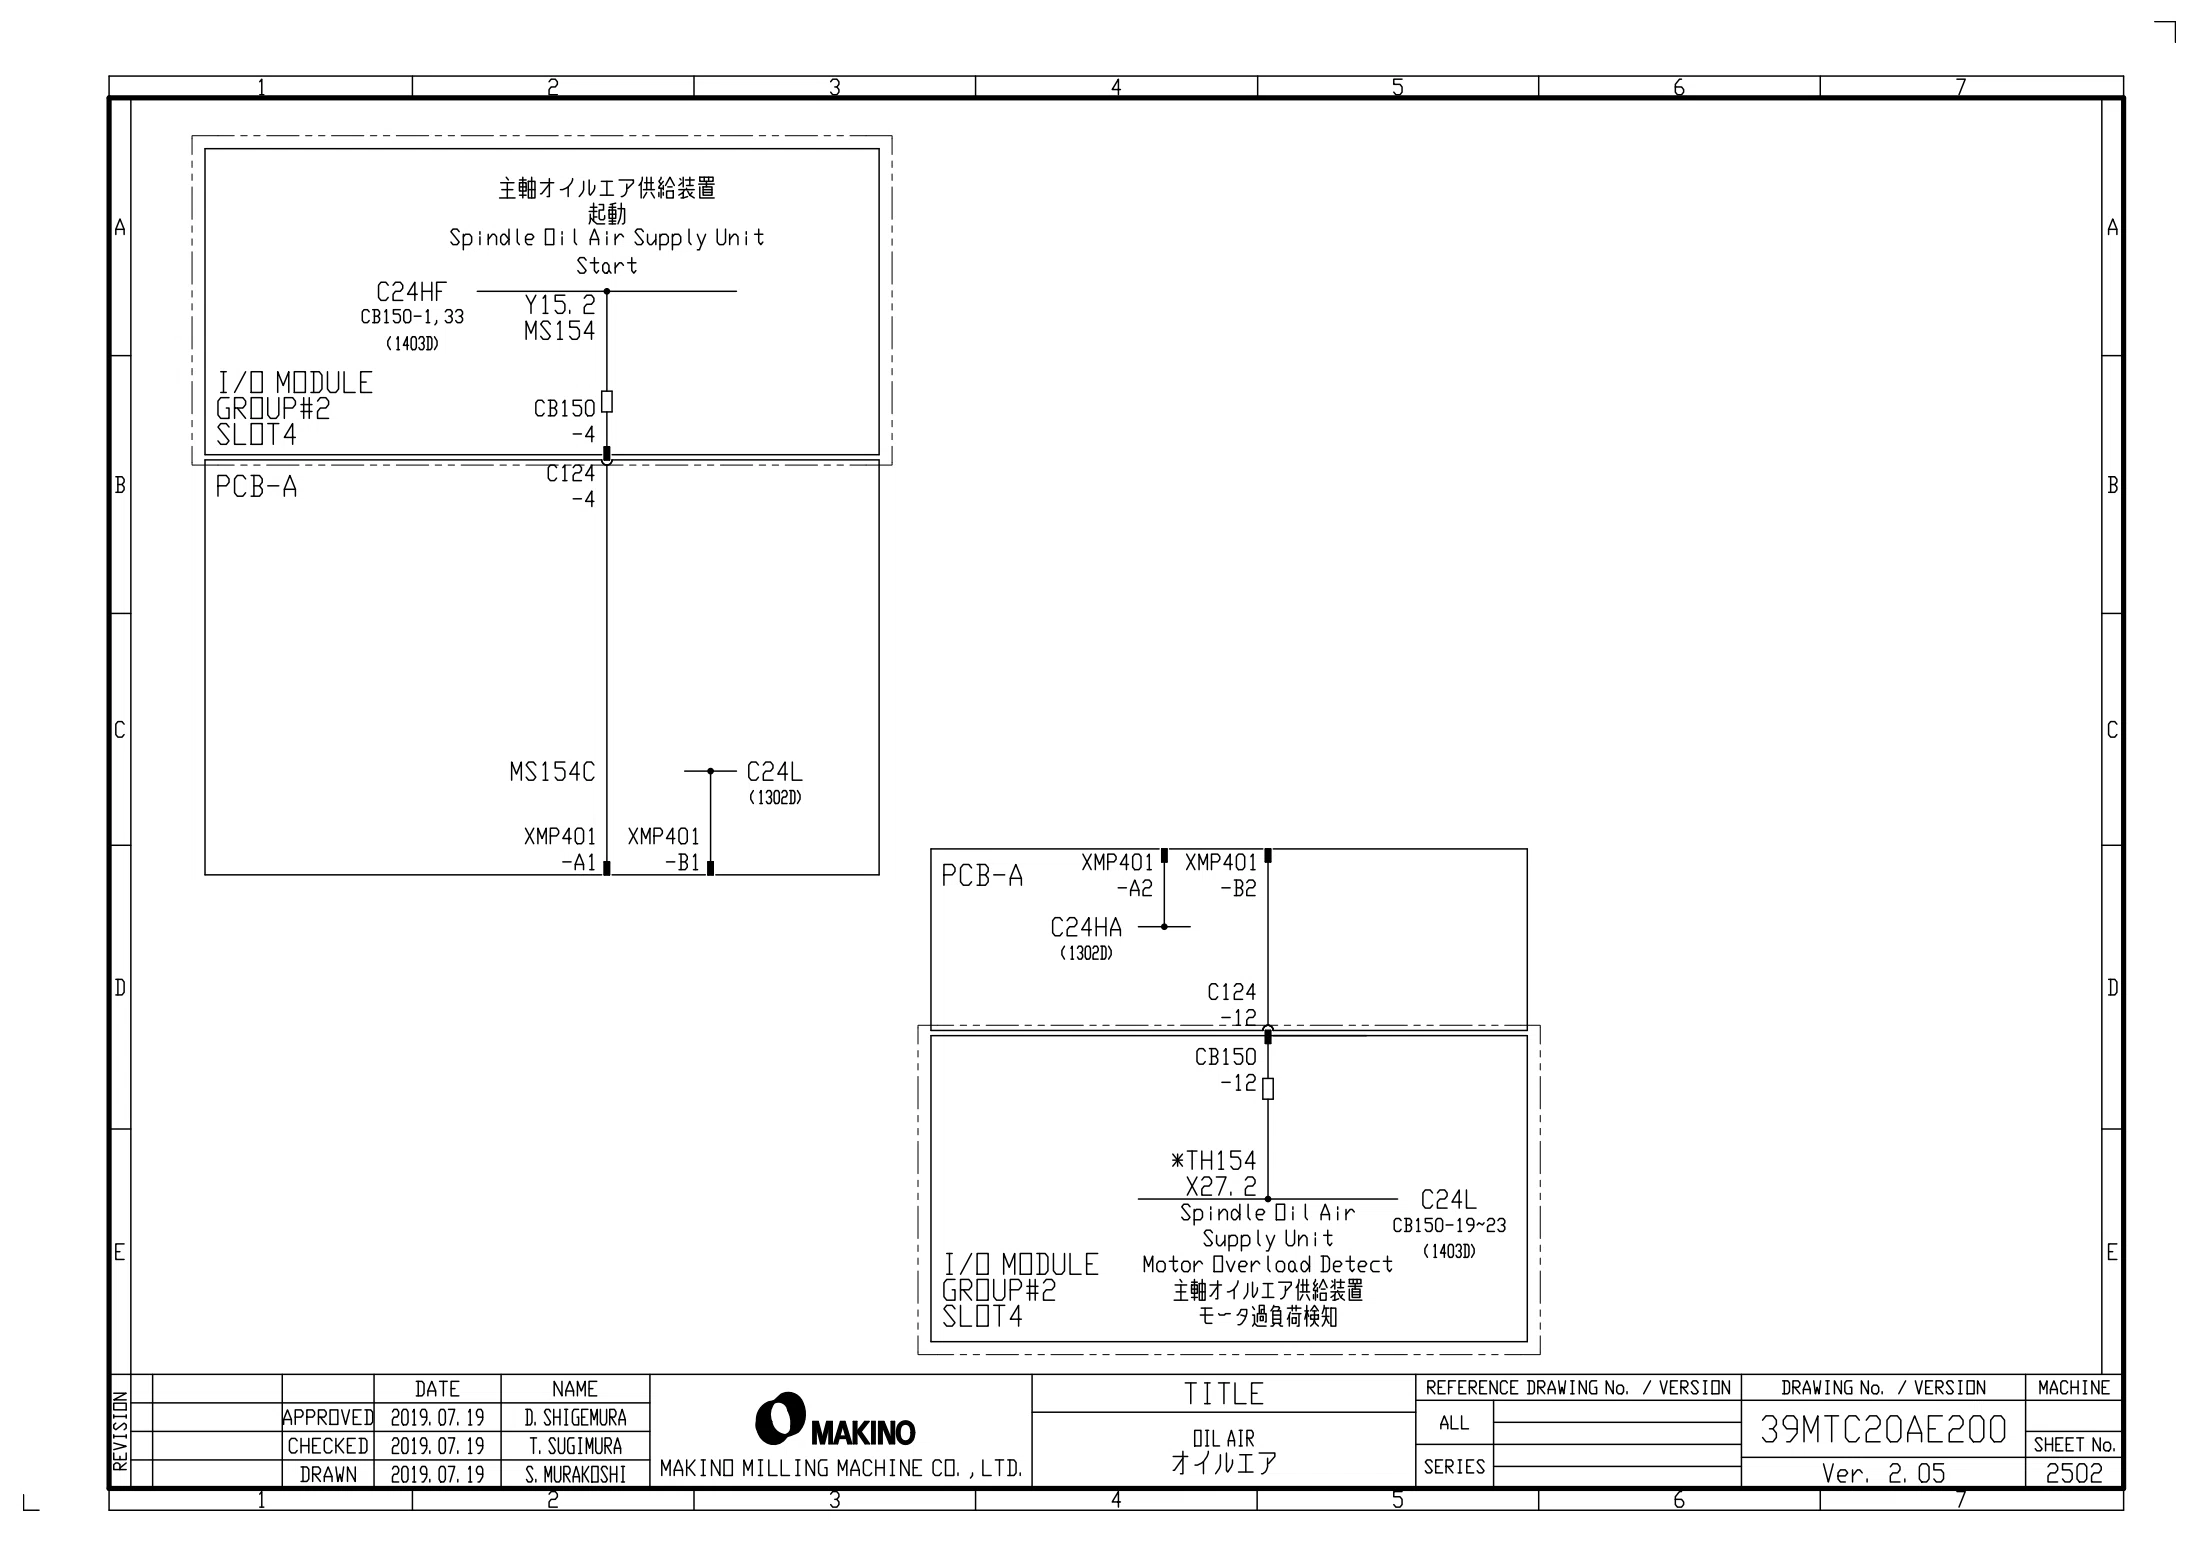 1 2 3 4 5 6 7
A A
主軸オイルエア供給装置
起動
Spindle Oil Air Supply Unit
Start
C24HF
CB150-1,33
(1403D)
Y15.2
MS154
I/O MODULE
GROUP#2
SLOT4
CB150
-4
B B
PCB-A
C124
-4
C C
MS154C
C24L
(1302D)
XMP401
-A1
XMP401
-B1
PCB-A
XMP401
-A2
XMP401
-B2
C24HA
(1302D)
D D
C124
-12
CB150
-12
*TH154
X27.2
C24L
CB150-19~23
(1403D)
Spindle Oil Air
Supply Unit
Motor Overload Detect
主軸オイルエア供給装置
モータ過負荷検知
E E
I/O MODULE
GROUP#2
SLOT4
REVISION
DATE NAME
APPROVED 2019.07.19 D. SHIGEMURA
CHECKED 2019.07.19 T. SUGIMURA
DRAWN 2019.07.19 S. MURAKOSHI
MAKINO
MAKINO MILLING MACHINE CO.,LTD.
TITLE
OIL AIR
オイルエア
REFERENCE DRAWING No. / VERSION
ALL
SERIES
DRAWING No. / VERSION
39MTC20AE200
Ver. 2.05
MACHINE
SHEET No.
2502
1 2 3 4 5 6 7